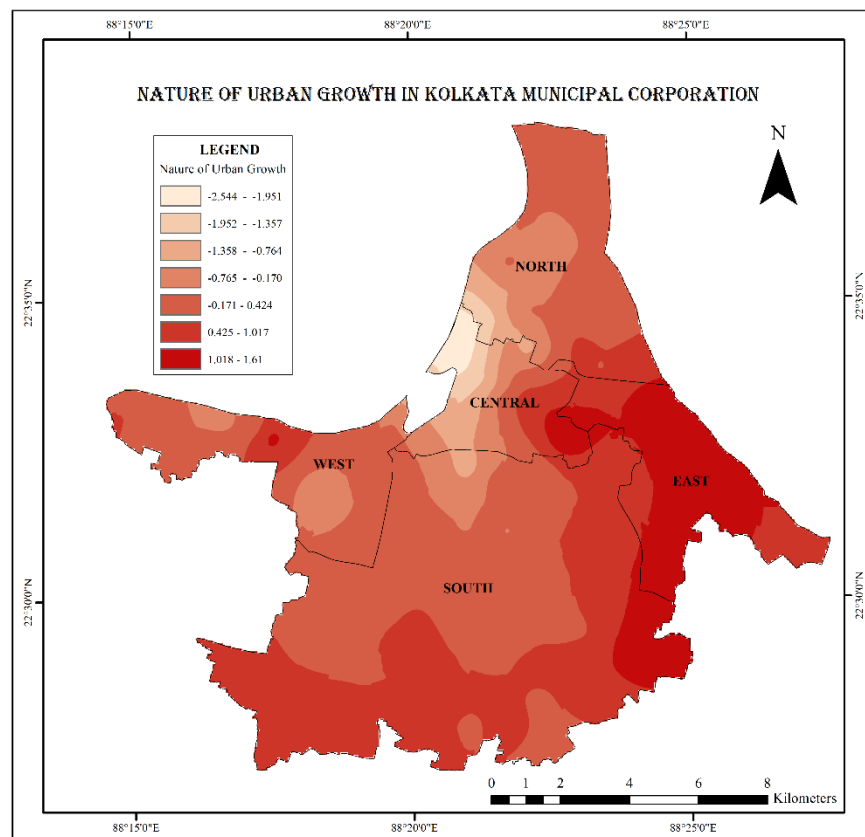 88°15'0"E 88°20'0"E 88°25'0"E
NATURE OF URBAN GROWTH IN KOLKATA MUNICIPAL CORPORATION
N
LEGEND
Nature of Urban Growth
-2.544 - -1.951
-1.952 - -1.357
-1.358 - -0.764
-0.765 - -0.170
-0.171 - 0.424
0.425 - 1.017
1.018 - 1.61
NORTH
22°35'0"N 22°35'0"N
CENTRAL
WEST
EAST
SOUTH
22°30'0"N 22°30'0"N
0 1 2 4 6 8
Kilometers
88°15'0"E 88°20'0"E 88°25'0"E